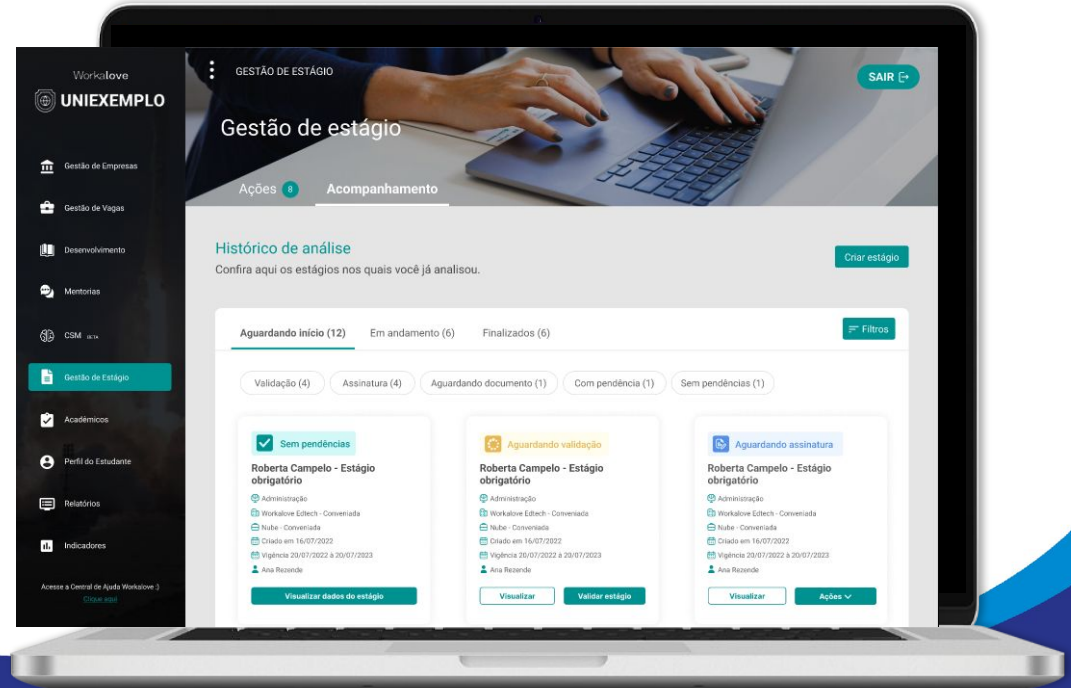 Workalove
UNIEXEMPLO
Gestão de Empresas
Gestão de Vagas
Desenvolvimento
Mentorias
CSM BETA
Gestão de Estágio
Acadêmicos
Perfil do Estudante
Relatórios
Indicadores
Acesse a Central de Ajuda Workalove :)
Clique aqui
GESTÃO DE ESTÁGIO
SAIR
Gestão de estágio
Ações 8 Acompanhamento
Histórico de análise
Confira aqui os estágios nos quais você já analisou.
Criar estágio
Aguardando início (12) Em andamento (6) Finalizados (6)
Filtros
Validação (4) Assinatura (4) Aguardando documento (1) Com pendência (1) Sem pendências (1)
Sem pendências
Roberta Campelo - Estágio
obrigatório
Administração
Workalove Edtech - Conveniada
Nube - Conveniada
Criado em 16/07/2022
Vigência 20/07/2022 à 20/07/2023
Ana Rezende
Visualizar dados do estágio
Aguardando validação
Roberta Campelo - Estágio
obrigatório
Administração
Workalove Edtech - Conveniada
Nube - Conveniada
Criado em 16/07/2022
Vigência 20/07/2022 à 20/07/2023
Ana Rezende
Visualizar Validar estágio
Aguardando assinatura
Roberta Campelo - Estágio
obrigatório
Administração
Workalove Edtech - Conveniada
Nube - Conveniada
Criado em 16/07/2022
Vigência 20/07/2022 à 20/07/2023
Ana Rezende
Visualizar Ações